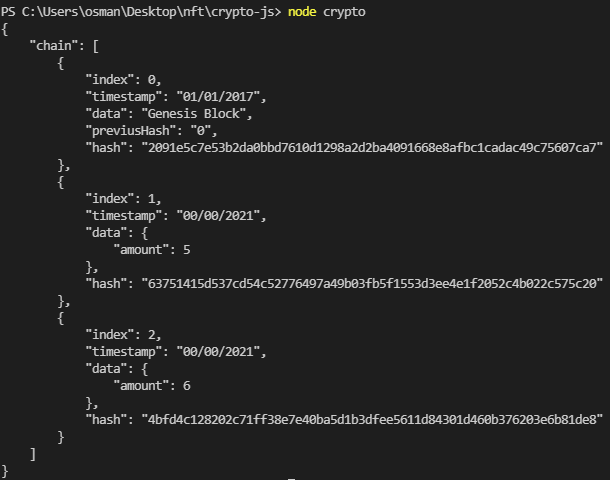 PS C:\Users\osman\Desktop\nft\crypto-js> node crypto
{
    "chain": [
        {
            "index": 0,
            "timestamp": "01/01/2017",
            "data": "Genesis Block",
            "previusHash": "0",
            "hash": "2091e5c7e53b2da0bbd7610d1298a2d2ba4091668e8afbc1cadac49c75607ca7"
        },
        {
            "index": 1,
            "timestamp": "00/00/2021",
            "data": {
                "amount": 5
            },
            "hash": "63751415d537cd54c52776497a49b03fb5f1553d3ee4e1f2052c4b022c575c20"
        },
        {
            "index": 2,
            "timestamp": "00/00/2021",
            "data": {
                "amount": 6
            },
            "hash": "4bfd4c128202c71ff38e7e40ba5d1b3dfee5611d84301d460b376203e6b81de8"
        }
    ]
}